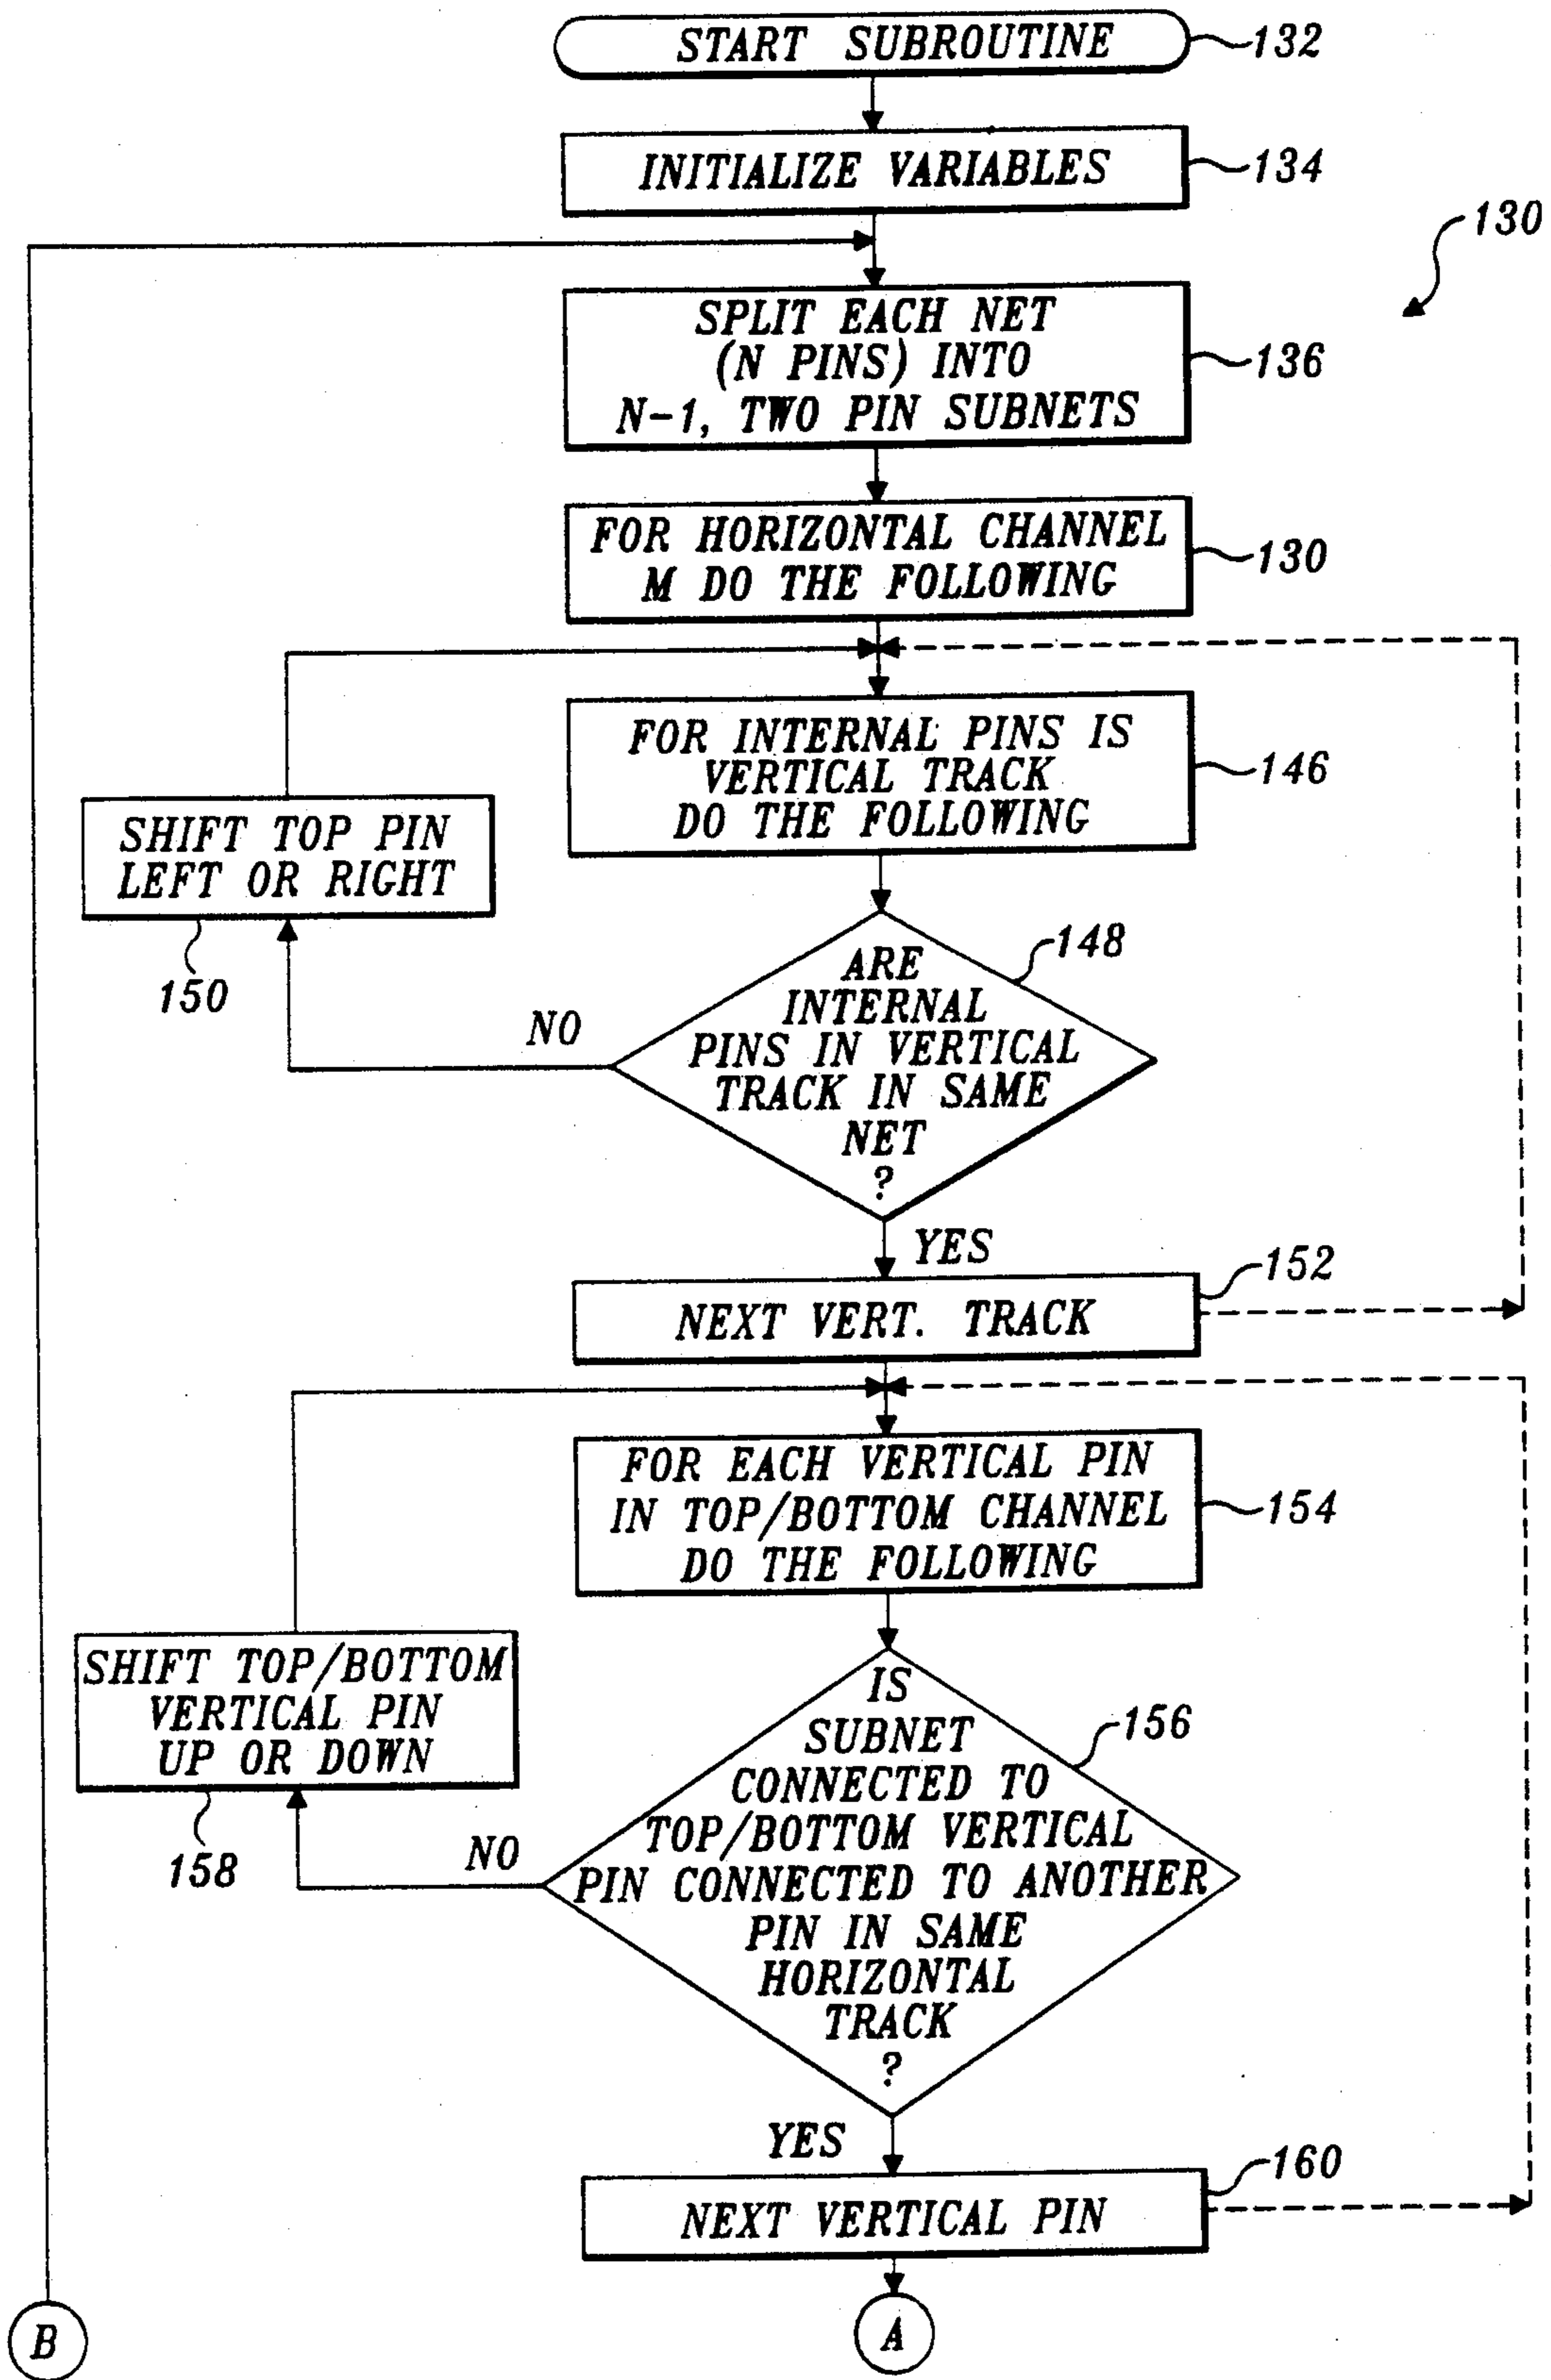 START SUBROUTINE
132
INITIALIZE VARIABLES
134
130
SPLIT EACH NET
(N PINS) INTO
N-1, TWO PIN SUBNETS
136
FOR HORIZONTAL CHANNEL
M DO THE FOLLOWING
130
FOR INTERNAL PINS IS
VERTICAL TRACK
DO THE FOLLOWING
146
SHIFT TOP PIN
LEFT OR RIGHT
150
NO
ARE
INTERNAL
PINS IN VERTICAL
TRACK IN SAME
NET
?
148
YES
NEXT VERT. TRACK
152
FOR EACH VERTICAL PIN
IN TOP/BOTTOM CHANNEL
DO THE FOLLOWING
154
SHIFT TOP/BOTTOM
VERTICAL PIN
UP OR DOWN
158
NO
IS
SUBNET
CONNECTED TO
TOP/BOTTOM VERTICAL
PIN CONNECTED TO ANOTHER
PIN IN SAME
HORIZONTAL
TRACK
?
156
YES
NEXT VERTICAL PIN
160
B
A